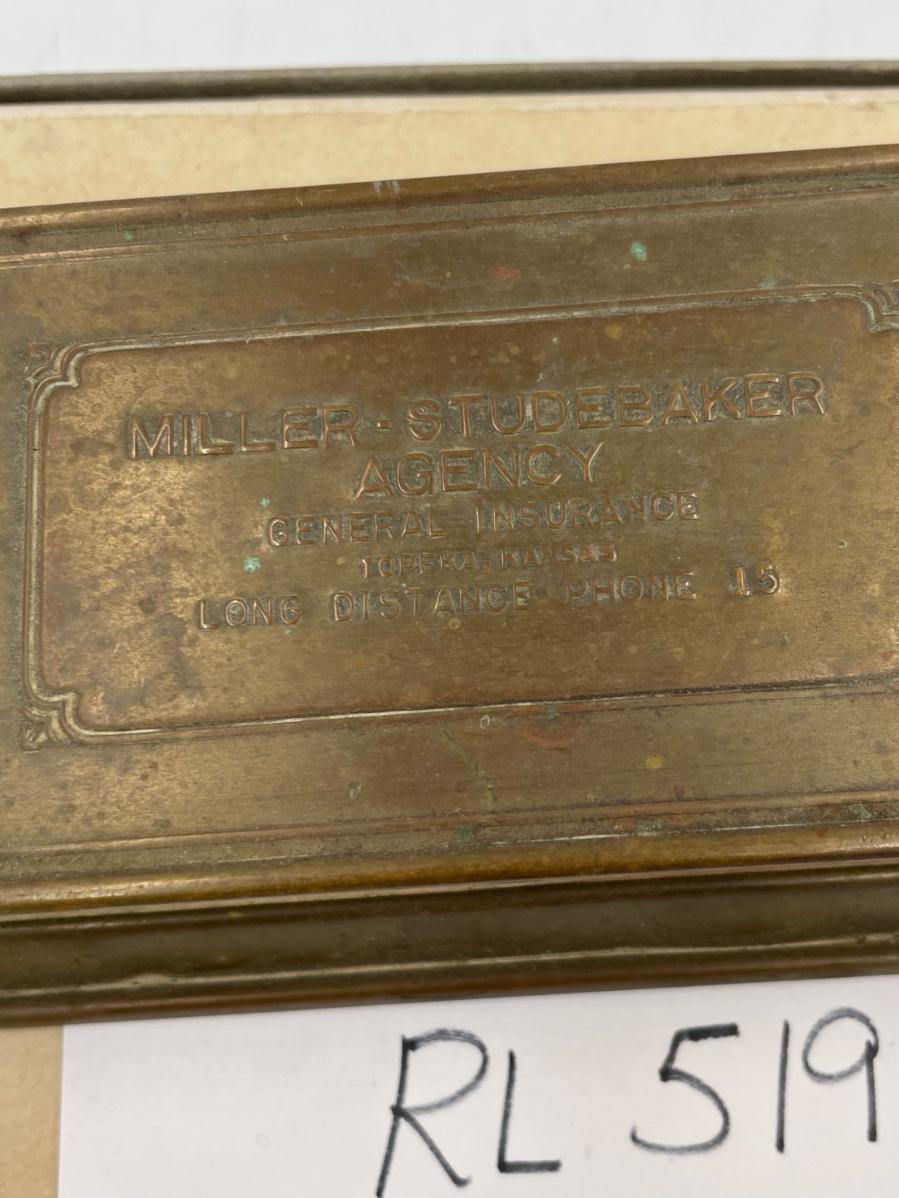 MILLER-STUDEBAKER
AGENCY
GENERAL INSURANCE
TOPEKA, KANSAS
LONG DISTANCE PHONE 15
RL 519